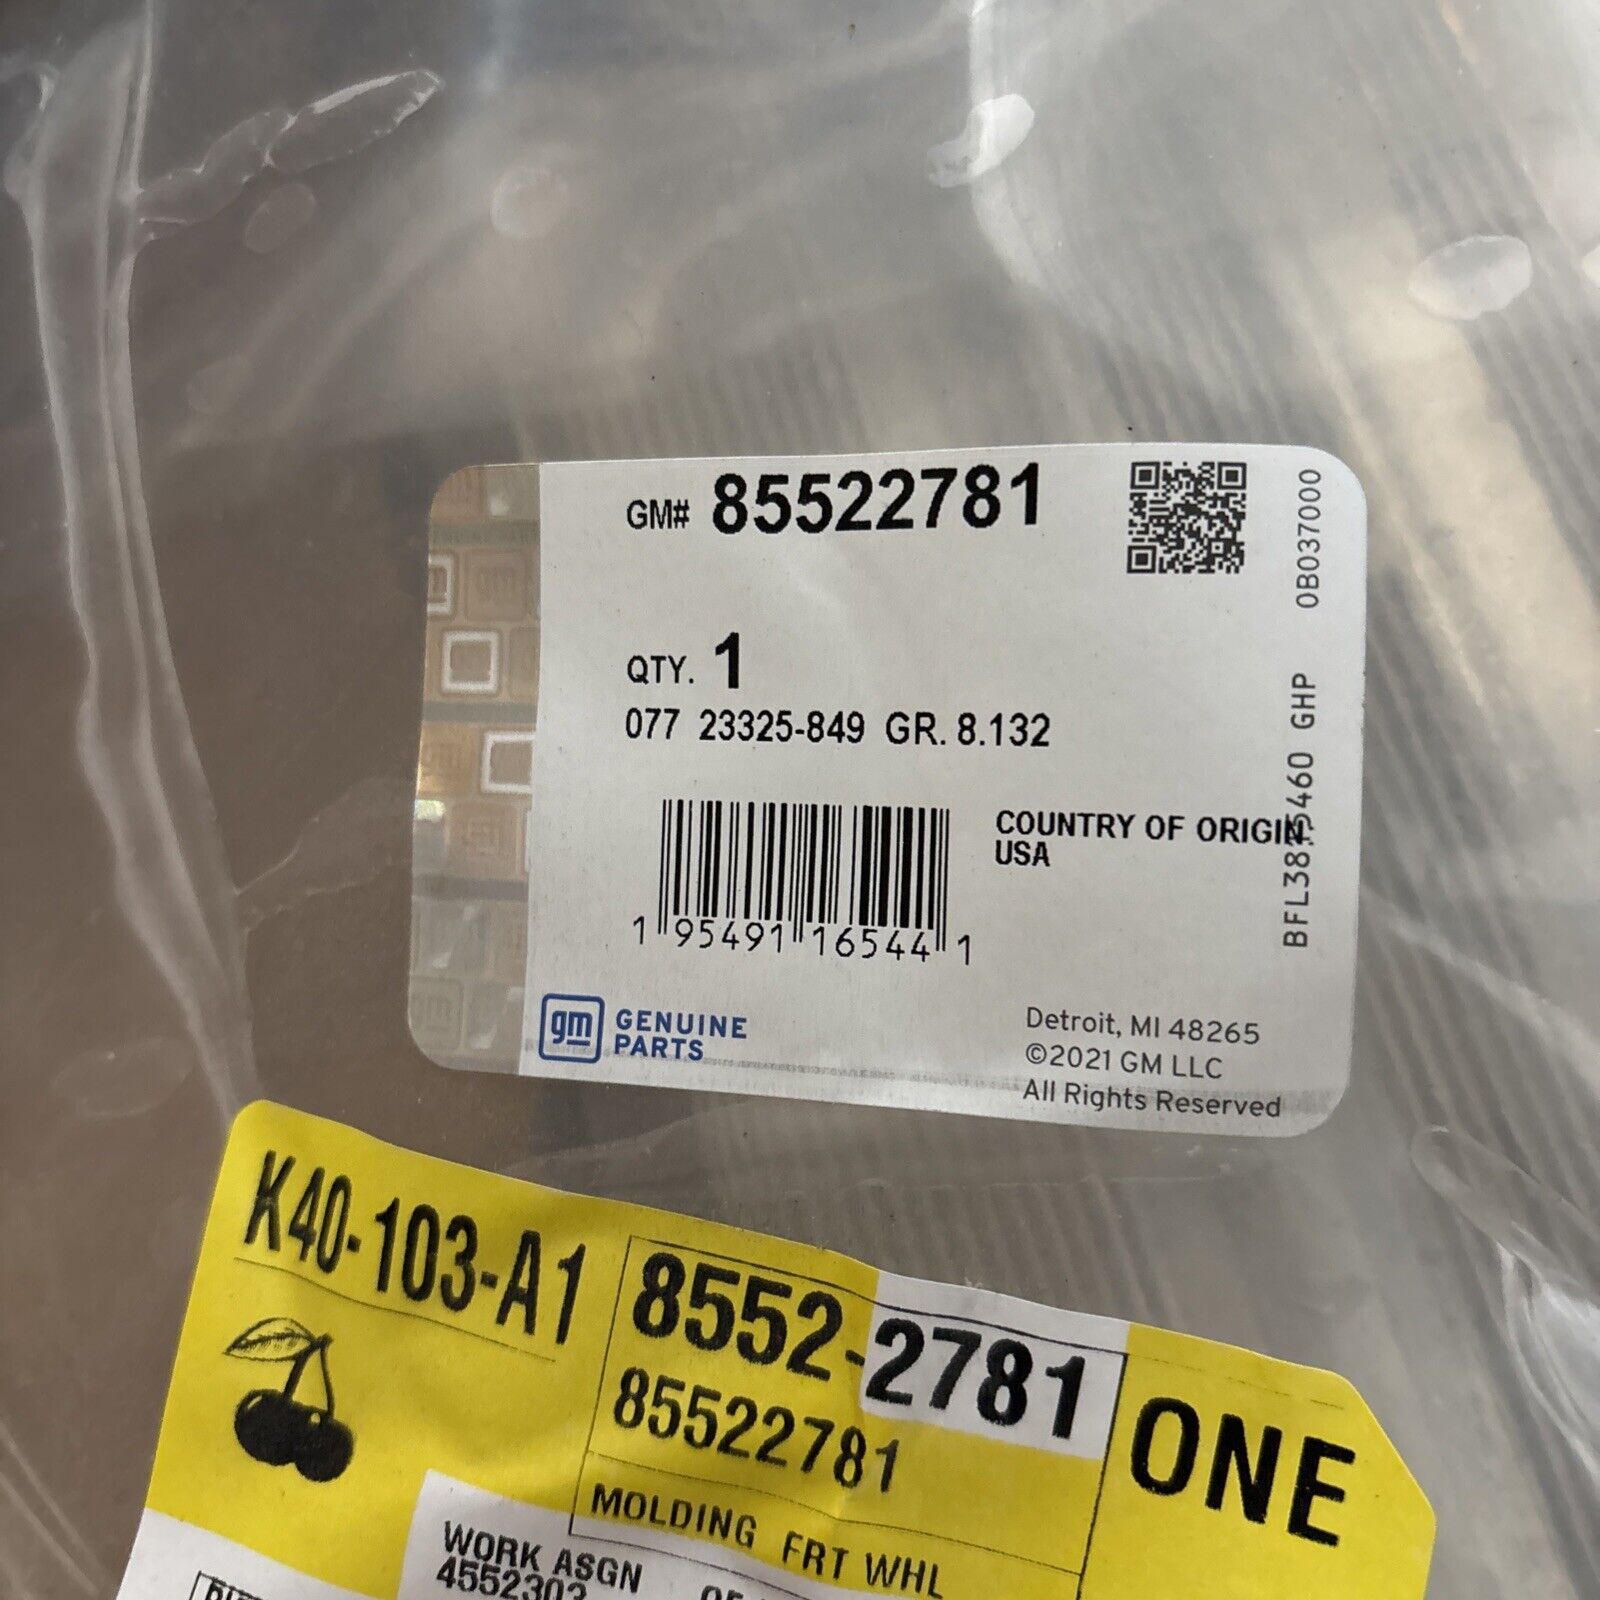 GM# 85522781
QTY. 1
077 23325-849 GR. 8.132
COUNTRY OF ORIGIN
USA
1 95491 16544 1
gm GENUINE
PARTS
Detroit, MI 48265
©2021 GM LLC
All Rights Reserved
GHP 0B037000
K40-103-A1
8552-2781
85522781
MOLDING FRT WHL
ONE
WORK ASGN